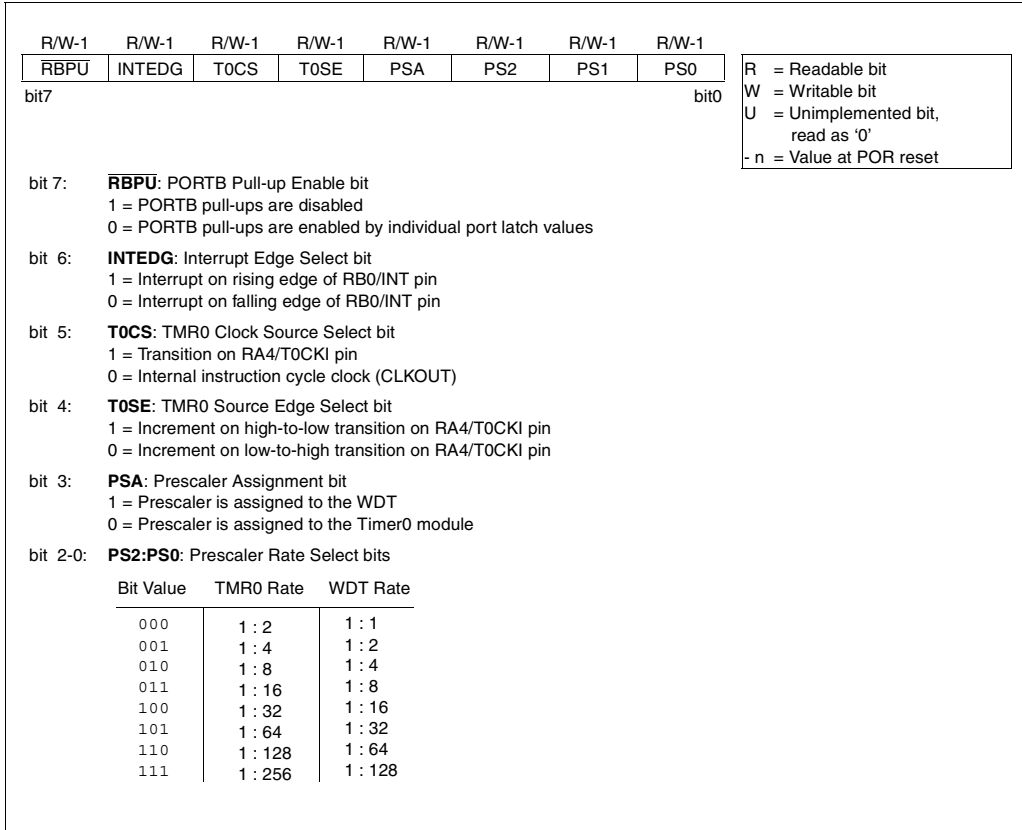 R/W-1 R/W-1 R/W-1 R/W-1 R/W-1 R/W-1 R/W-1 R/W-1
RBPU INTEDG T0CS T0SE PSA PS2 PS1 PS0
bit7 bit0
R = Readable bit
W = Writable bit
U = Unimplemented bit,
read as ‘0’
- n = Value at POR reset
bit 7: RBPU: PORTB Pull-up Enable bit
1 = PORTB pull-ups are disabled
0 = PORTB pull-ups are enabled by individual port latch values
bit 6: INTEDG: Interrupt Edge Select bit
1 = Interrupt on rising edge of RB0/INT pin
0 = Interrupt on falling edge of RB0/INT pin
bit 5: T0CS: TMR0 Clock Source Select bit
1 = Transition on RA4/T0CKI pin
0 = Internal instruction cycle clock (CLKOUT)
bit 4: T0SE: TMR0 Source Edge Select bit
1 = Increment on high-to-low transition on RA4/T0CKI pin
0 = Increment on low-to-high transition on RA4/T0CKI pin
bit 3: PSA: Prescaler Assignment bit
1 = Prescaler is assigned to the WDT
0 = Prescaler is assigned to the Timer0 module
bit 2-0: PS2:PS0: Prescaler Rate Select bits
Bit Value TMR0 Rate WDT Rate
000 1 : 2 1 : 1
001 1 : 4 1 : 2
010 1 : 8 1 : 4
011 1 : 16 1 : 8
100 1 : 32 1 : 16
101 1 : 64 1 : 32
110 1 : 128 1 : 64
111 1 : 256 1 : 128